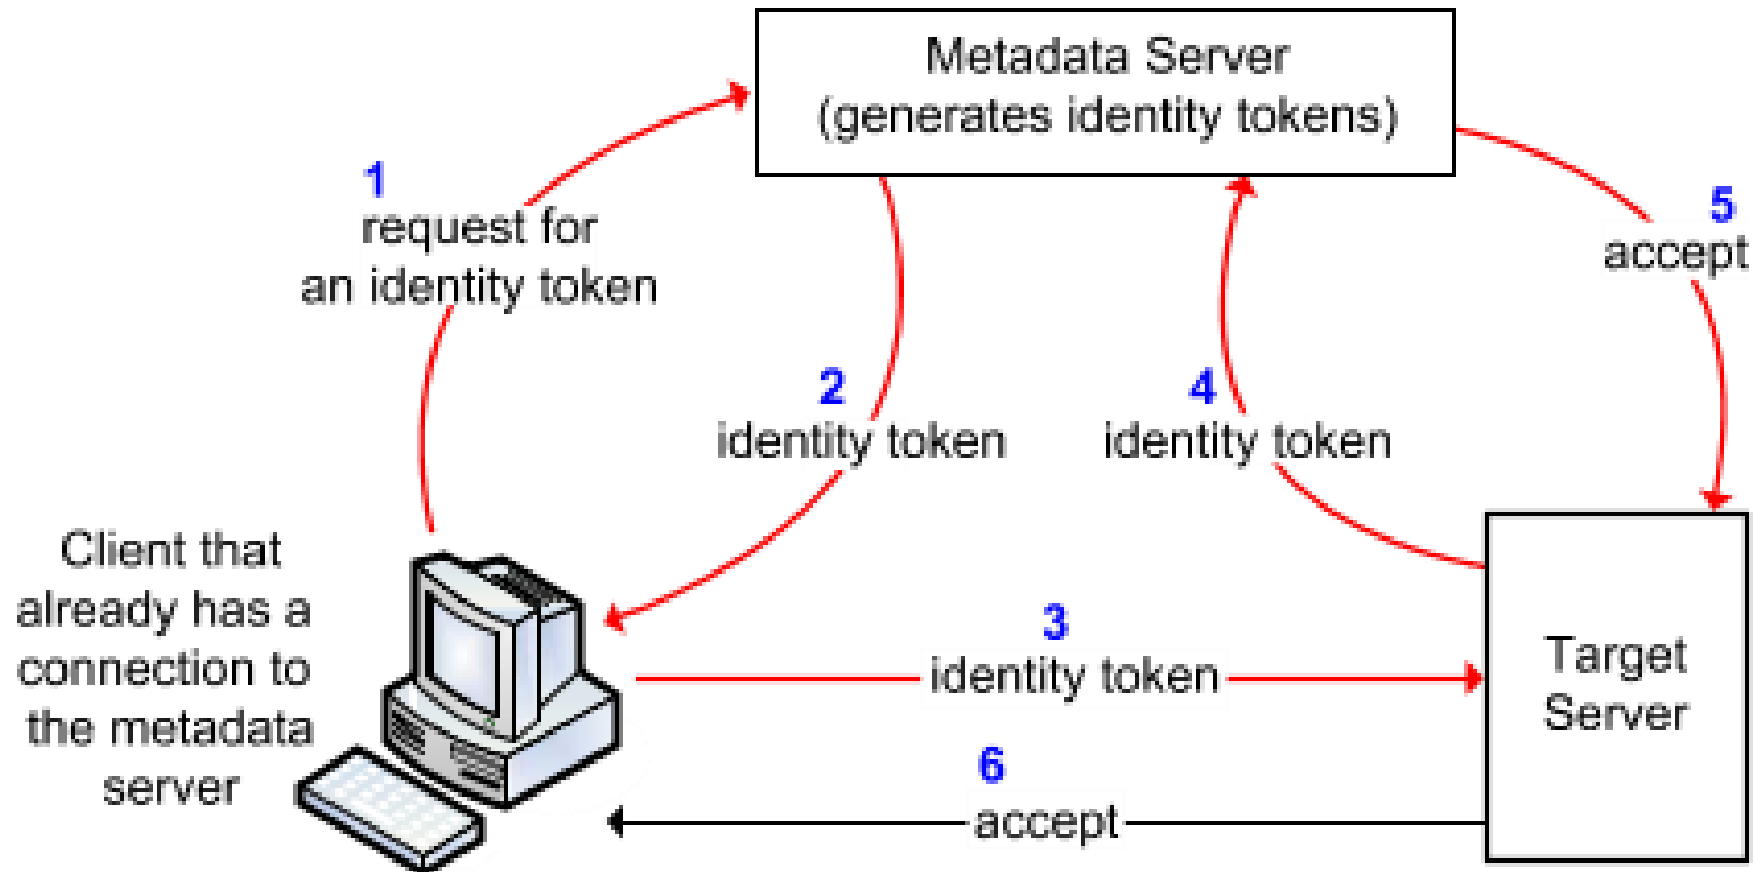 Metadata Server
(generates identity tokens)
1
request for
an identity token
5
accept
2
identity token
4
identity token
Client that
already has a
connection to
the metadata
server
3
identity token
Target
Server
6
accept